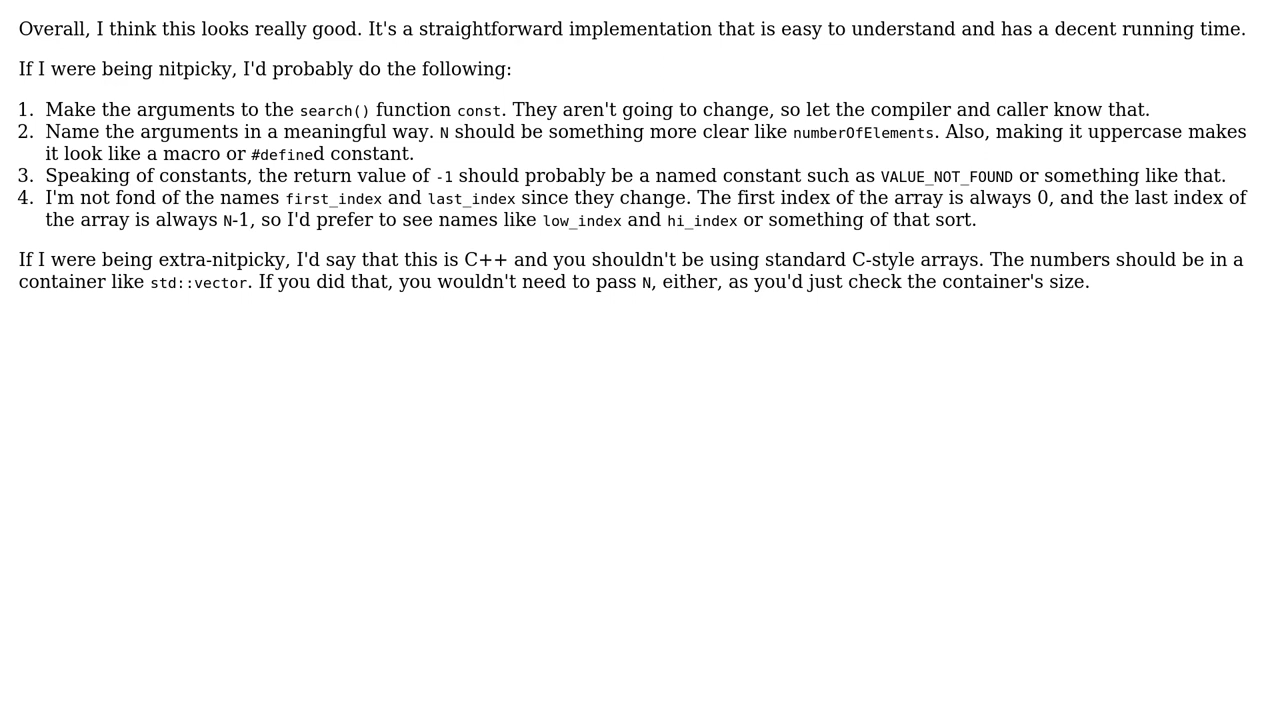 Overall, I think this looks really good. It's a straightforward implementation that is easy to understand and has a decent running time.
If I were being nitpicky, I'd probably do the following:
1. Make the arguments to the search() function const. They aren't going to change, so let the compiler and caller know that.
2. Name the arguments in a meaningful way. N should be something more clear like numberOfElements. Also, making it uppercase makes
it look like a macro or #defined constant.
3. Speaking of constants, the return value of -1 should probably be a named constant such as VALUE_NOT_FOUND or something like that.
4. I'm not fond of the names first_index and last_index since they change. The first index of the array is always 0, and the last index of
the array is always N-1, so I'd prefer to see names like low_index and hi_index or something of that sort.
If I were being extra-nitpicky, I'd say that this is C++ and you shouldn't be using standard C-style arrays. The numbers should be in a
container like std::vector. If you did that, you wouldn't need to pass N, either, as you'd just check the container's size.